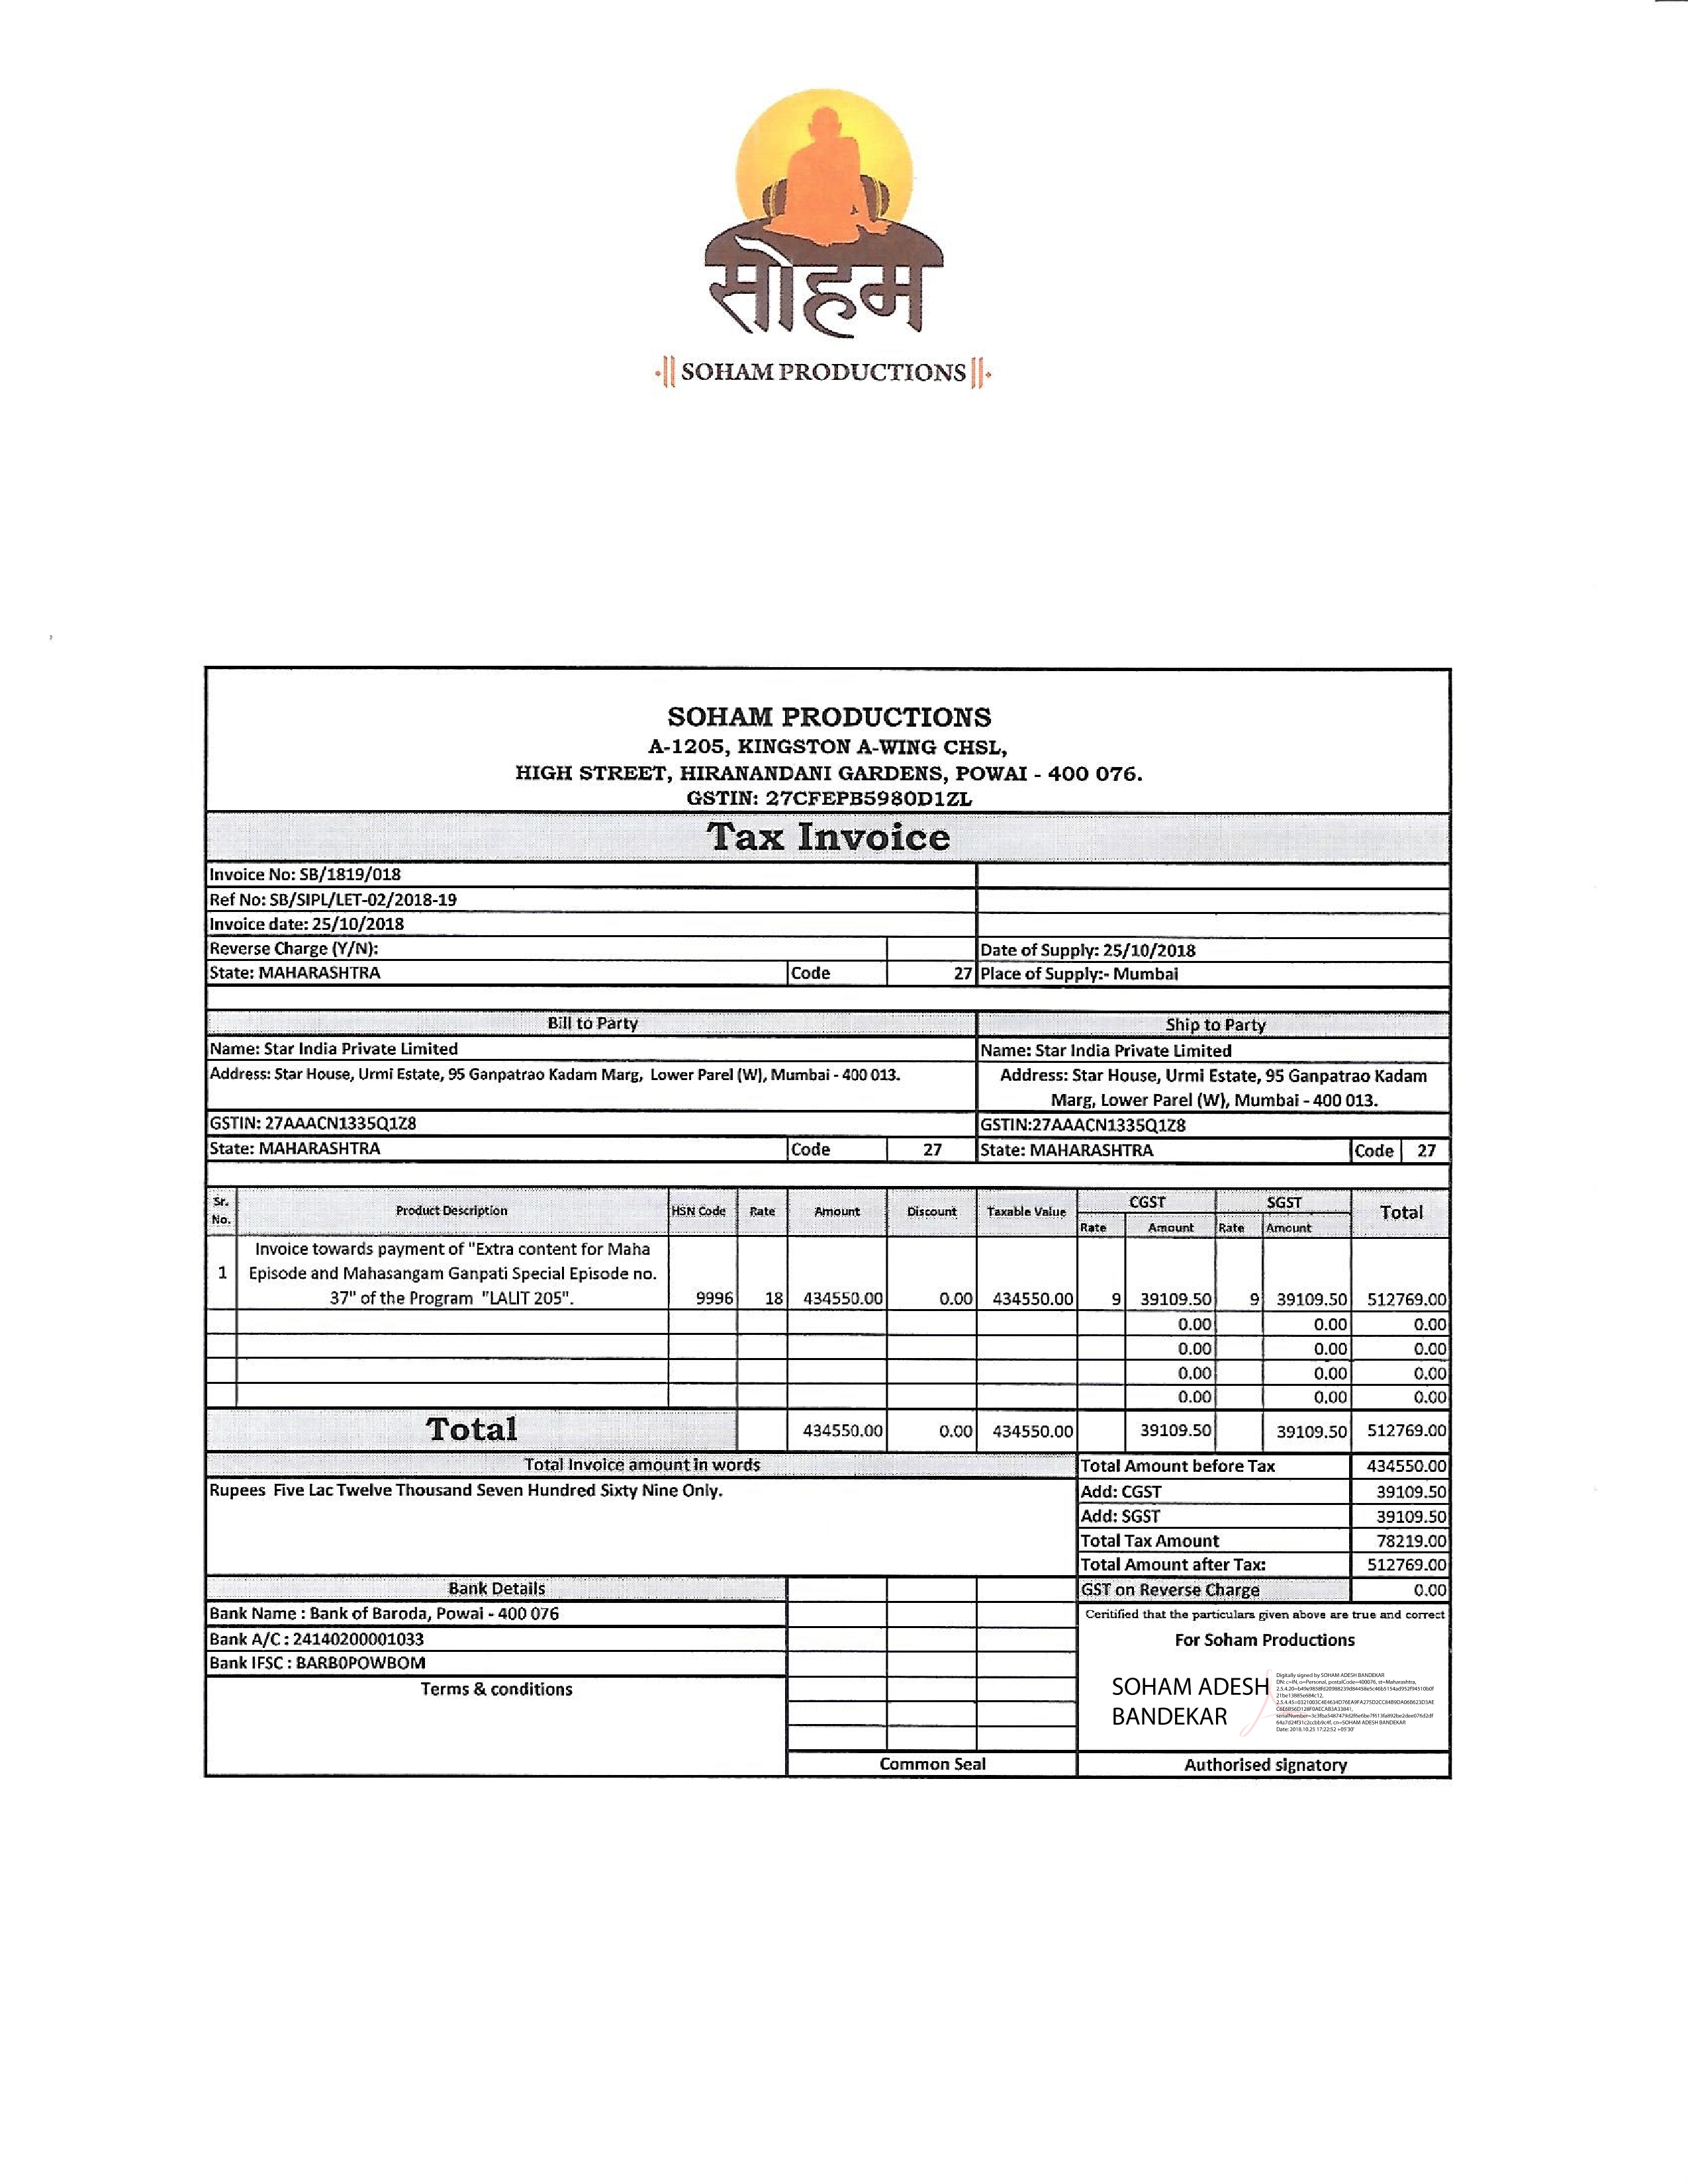 सोहम
·|| SOHAM PRODUCTIONS ||·
SOHAM PRODUCTIONS
A-1205, KINGSTON A-WING CHSL,
HIGH STREET, HIRANANDANI GARDENS, POWAI - 400 076.
GSTIN: 27CFEPB5980D1ZL
Tax Invoice
Invoice No: SB/1819/018
Ref No: SB/SIPL/LET-02/2018-19
Invoice date: 25/10/2018
Reverse Charge (Y/N): Date of Supply: 25/10/2018
State: MAHARASHTRA Code 27 Place of Supply:- Mumbai
Bill to Party Ship to Party
Name: Star India Private Limited Name: Star India Private Limited
Address: Star House, Urmi Estate, 95 Ganpatrao Kadam Marg, Lower Parel (W), Mumbai - 400 013. Address: Star House, Urmi Estate, 95 Ganpatrao Kadam
Marg, Lower Parel (W), Mumbai - 400 013.
GSTIN: 27AAACN1335Q1Z8 GSTIN:27AAACN1335Q1Z8
State: MAHARASHTRA Code 27 State: MAHARASHTRA Code 27
Sr. No. Product Description HSN Code Rate Amount Discount Taxable Value CGST SGST Total
Rate Amount Rate Amount
Invoice towards payment of "Extra content for Maha
1 Episode and Mahasangam Ganpati Special Episode no.
37" of the Program "LALIT 205". 9996 18 434550.00 0.00 434550.00 9 39109.50 9 39109.50 512769.00
0.00 0.00 0.00
0.00 0.00 0.00
0.00 0.00 0.00
0.00 0.00 0.00
Total 434550.00 0.00 434550.00 39109.50 39109.50 512769.00
Total Invoice amount in words Total Amount before Tax 434550.00
Rupees Five Lac Twelve Thousand Seven Hundred Sixty Nine Only. Add: CGST 39109.50
Add: SGST 39109.50
Total Tax Amount 78219.00
Total Amount after Tax: 512769.00
Bank Details GST on Reverse Charge 0.00
Bank Name : Bank of Baroda, Powai - 400 076 Ceritified that the particulars given above are true and correct
Bank A/C : 24140200001033 For Soham Productions
Bank IFSC : BARB0POWBOM
Terms & conditions
SOHAM ADESH
BANDEKAR
Digitally signed by SOHAM ADESH BANDEKAR
DN: c=IN, o=Personal, postalCode=400076, st=Maharashtra,
cn=SOHAM ADESH BANDEKAR
Date: 2018.10.25 17:22:52 +05'30'
Common Seal Authorised signatory